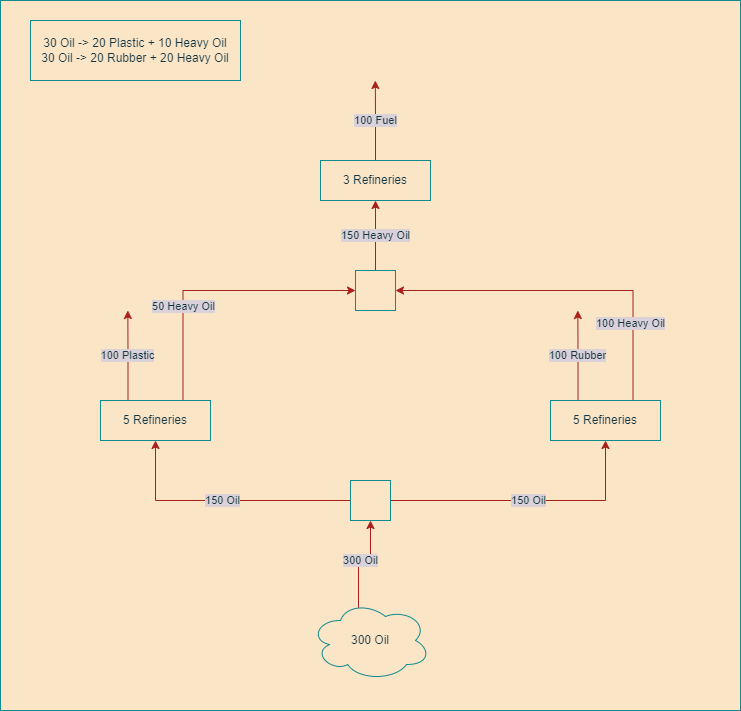 30 Oil -> 20 Plastic + 10 Heavy Oil
30 Oil -> 20 Rubber + 20 Heavy Oil
100 Fuel
3 Refineries
150 Heavy Oil
50 Heavy Oil
100 Heavy Oil
100 Plastic
100 Rubber
5 Refineries
5 Refineries
150 Oil
150 Oil
300 Oil
300 Oil